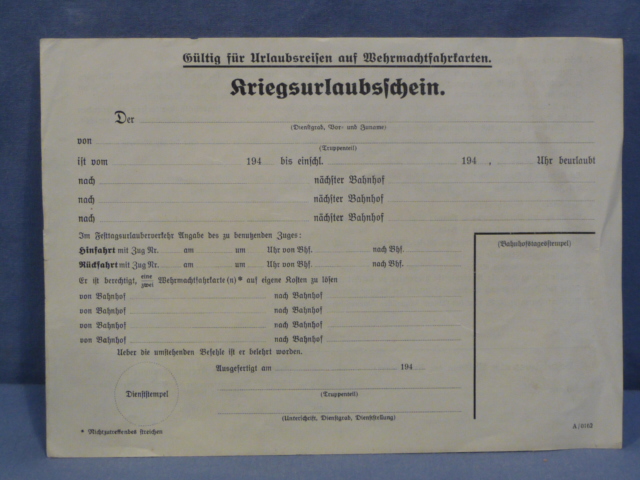 Gültig für Urlaubsreisen auf Wehrmachtfahrkarten.
Kriegsurlaubsschein.
Der
(Dienstgrad, Vor- und Zuname)
von
(Truppenteil)
ist vom 194 bis einschl. 194 , Uhr beurlaubt
nach nächster Bahnhof
nach nächster Bahnhof
nach nächster Bahnhof
Im Festtagsurlauberverkehr Angabe des zu benutzenden Zuges:
(Bahnhofstagesstempel)
Hinfahrt mit Zug Nr. am um Uhr von Bhf. nach Bhf.
Rückfahrt mit Zug Nr. am um Uhr von Bhf. nach Bhf.
Er ist berechtigt, eine zwei Wehrmachtfahrkarte(n)* auf eigene Kosten zu lösen
von Bahnhof nach Bahnhof
von Bahnhof nach Bahnhof
von Bahnhof nach Bahnhof
von Bahnhof nach Bahnhof
Ueber die umstehenden Befehle ist er belehrt worden.
Ausgefertigt am 194
Dienststempel
(Truppenteil)
(Unterschrift, Dienstgrad, Dienststellung)
* Nichtzutreffendes streichen